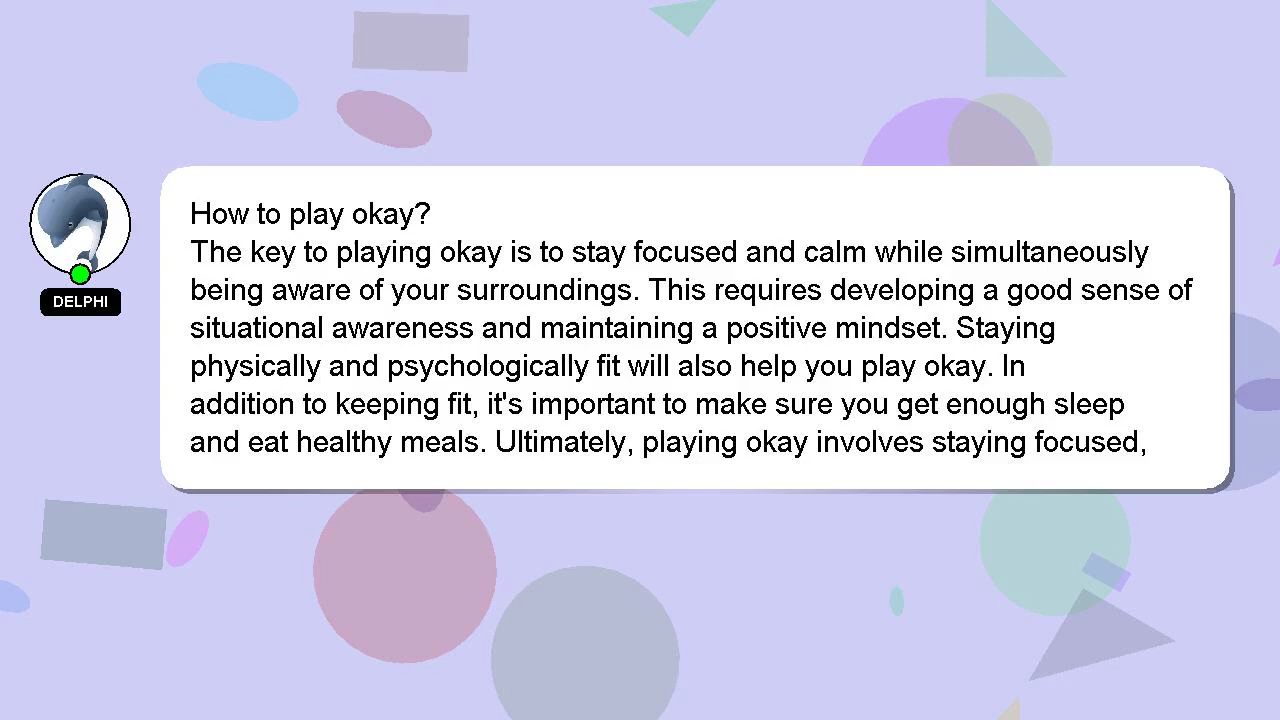 How to play okay?
The key to playing okay is to stay focused and calm while simultaneously
being aware of your surroundings. This requires developing a good sense of
situational awareness and maintaining a positive mindset. Staying
physically and psychologically fit will also help you play okay. In
addition to keeping fit, it's important to make sure you get enough sleep
and eat healthy meals. Ultimately, playing okay involves staying focused,
DELPHI